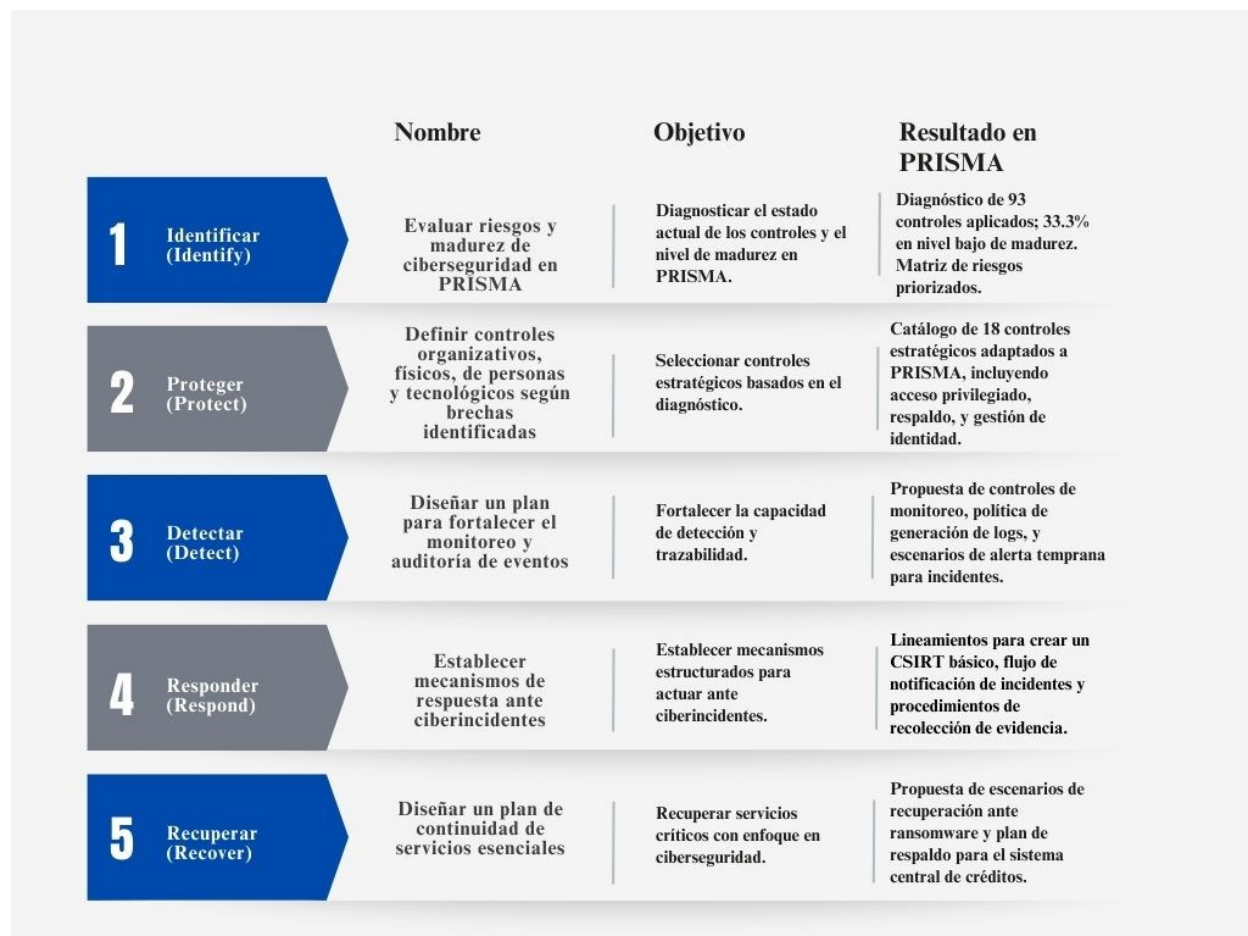 Nombre
Objetivo
Resultado en
PRISMA
1
Identificar
(Identify)
Evaluar riesgos y
madurez de
ciberseguridad en
PRISMA
Diagnosticar el estado
actual de los controles y el
nivel de madurez en
PRISMA.
Diagnóstico de 93
controles aplicados; 33.3%
en nivel bajo de madurez.
Matriz de riesgos
priorizados.
2
Proteger
(Protect)
Definir controles
organizativos,
físicos, de personas
y tecnológicos según
brechas
identificadas
Seleccionar controles
estratégicos basados en el
diagnóstico.
Catálogo de 18 controles
estratégicos adaptados a
PRISMA, incluyendo
acceso privilegiado,
respaldo, y gestión de
identidad.
3
Detectar
(Detect)
Diseñar un plan
para fortalecer el
monitoreo y
auditoría de eventos
Fortalecer la capacidad
de detección y
trazabilidad.
Propuesta de controles de
monitoreo, política de
generación de logs, y
escenarios de alerta temprana
para incidentes.
4
Responder
(Respond)
Establecer
mecanismos de
respuesta ante
ciberincidentes
Establecer mecanismos
estructurados para
actuar ante
ciberincidentes.
Lineamientos para crear un
CSIRT básico, flujo de
notificación de incidentes y
procedimientos de
recolección de evidencia.
5
Recuperar
(Recover)
Diseñar un plan de
continuidad de
servicios esenciales
Recuperar servicios
críticos con enfoque en
ciberseguridad.
Propuesta de escenarios de
recuperación ante
ransomware y plan de
respaldo para el sistema
central de créditos.